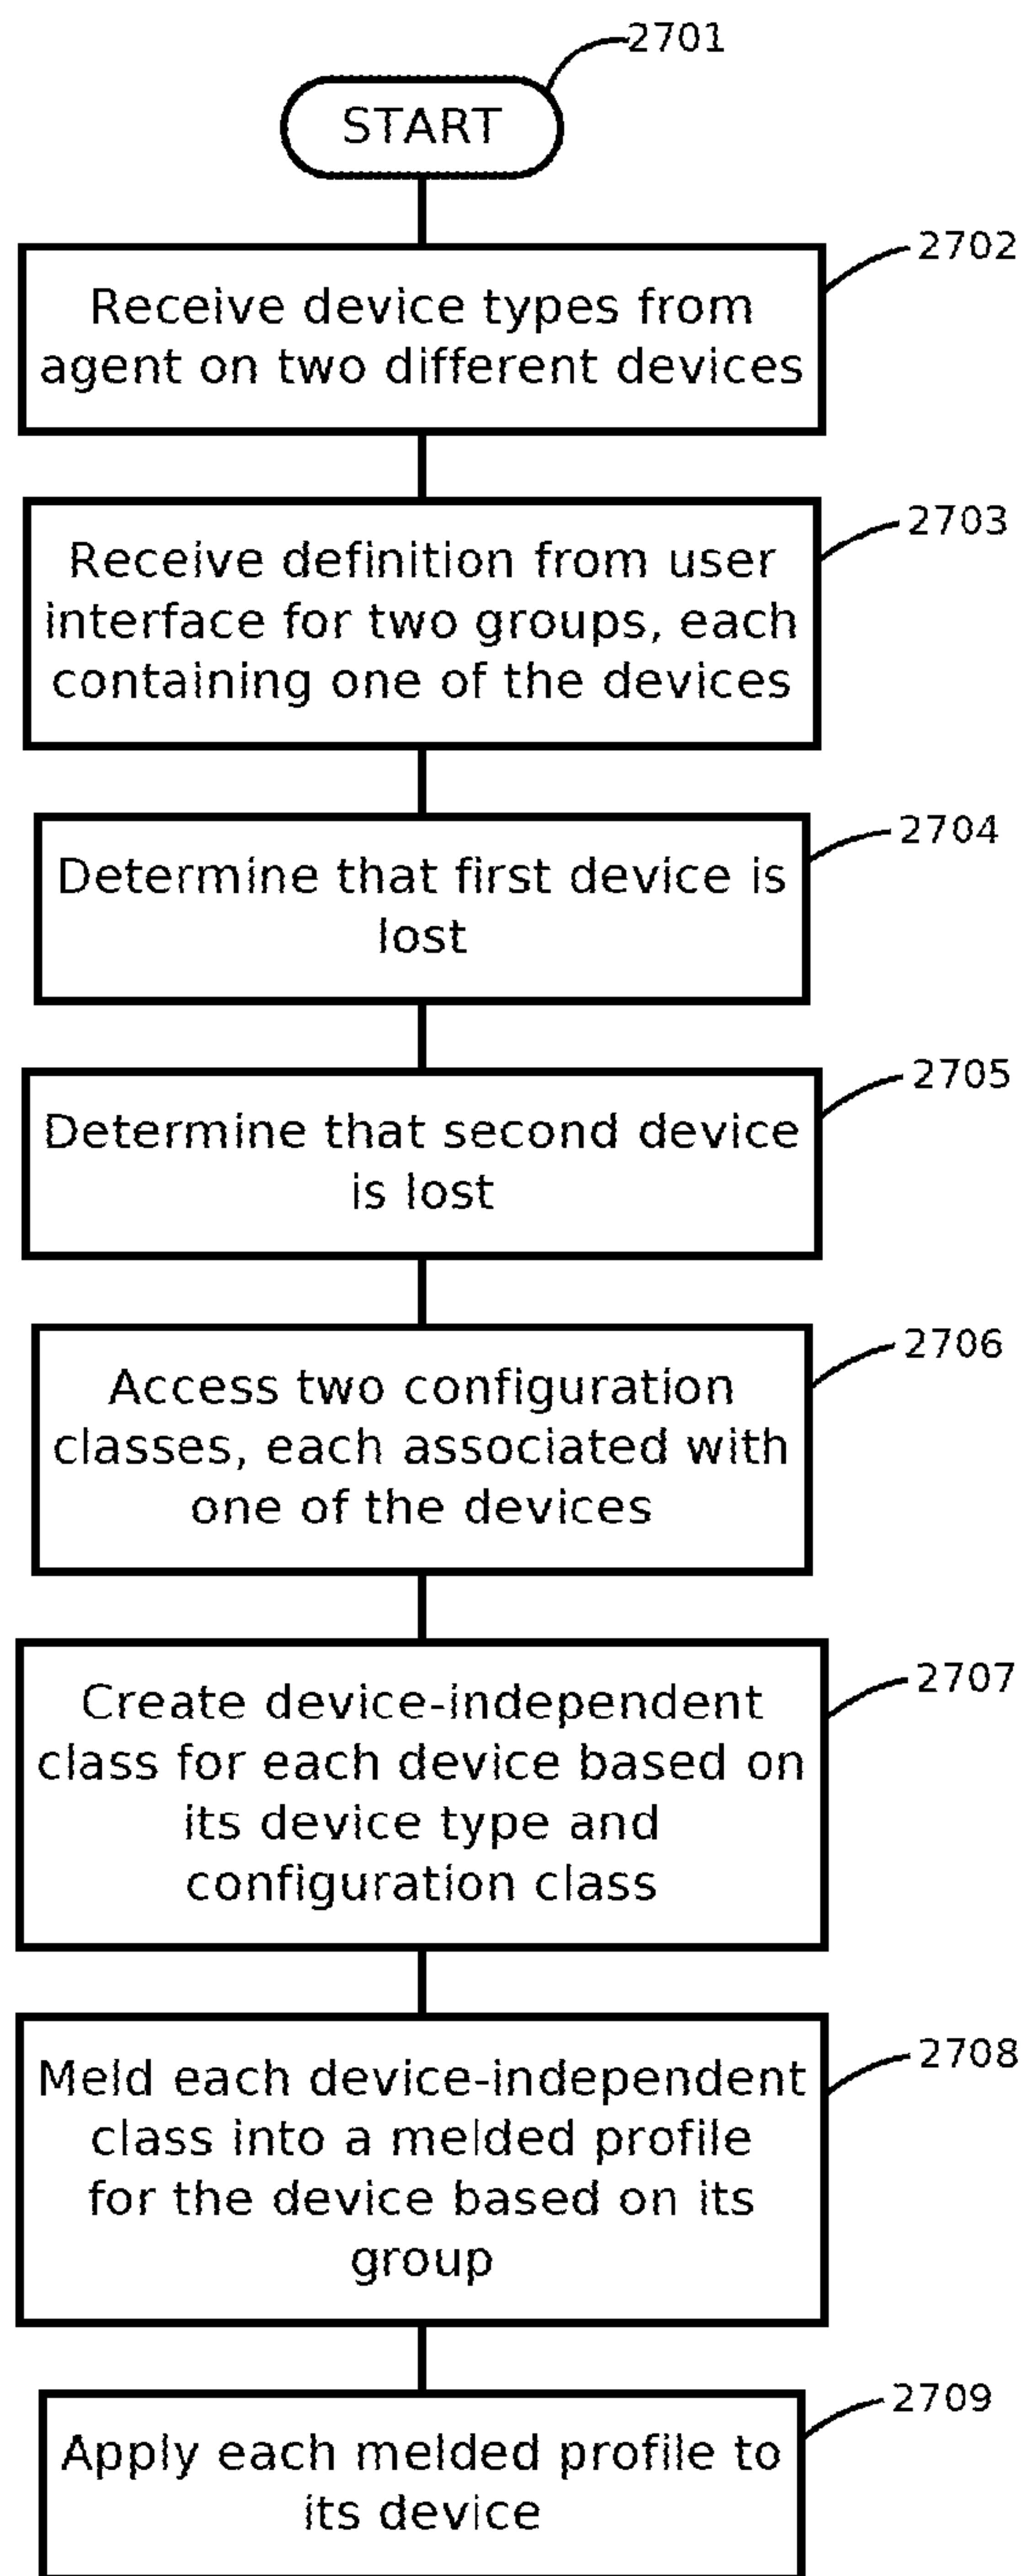 2701
START
2702
Receive device types from
agent on two different devices
2703
Receive definition from user
interface for two groups, each
containing one of the devices
2704
Determine that first device is
lost
2705
Determine that second device
is lost
2706
Access two configuration
classes, each associated with
one of the devices
2707
Create device-independent
class for each device based on
its device type and
configuration class
2708
Meld each device-independent
class into a melded profile
for the device based on its
group
2709
Apply each melded profile to
its device